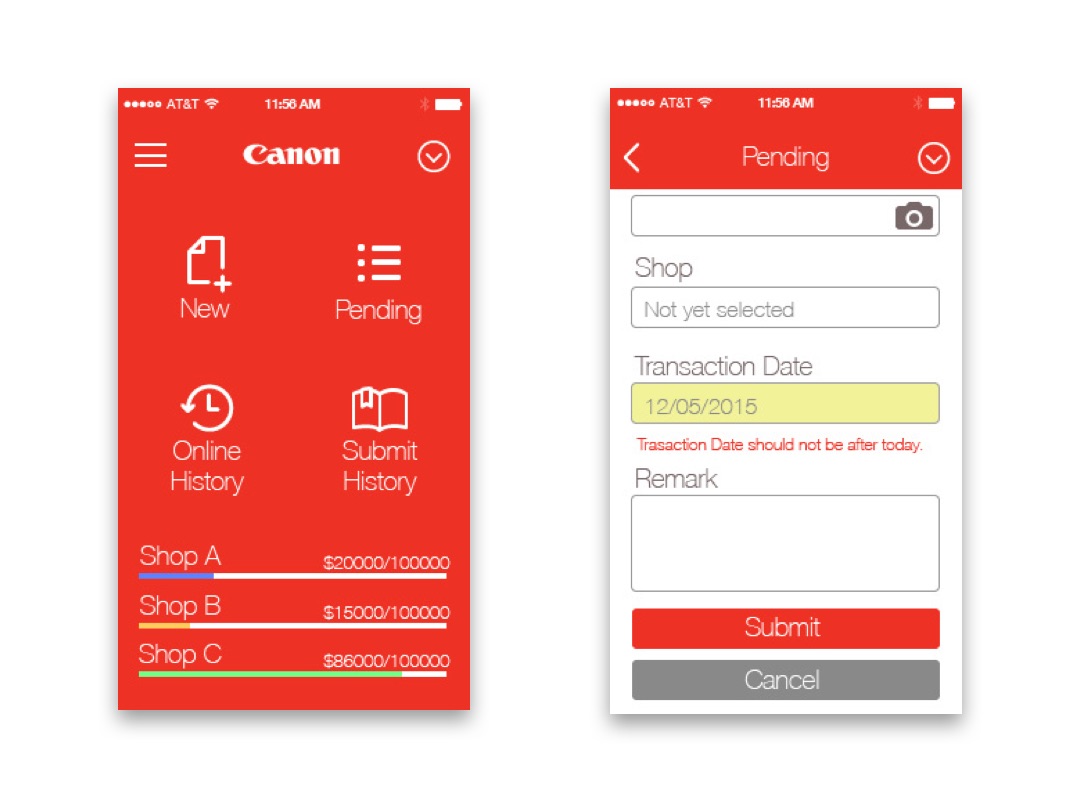 AT&T 11:56 AM
Canon
New
Pending
Online
History
Submit
History
Shop A $20000/100000
Shop B $15000/100000
Shop C $86000/100000
AT&T 11:56 AM
Pending
Shop
Not yet selected
Transaction Date
12/05/2015
Trasaction Date should not be after today.
Remark
Submit
Cancel